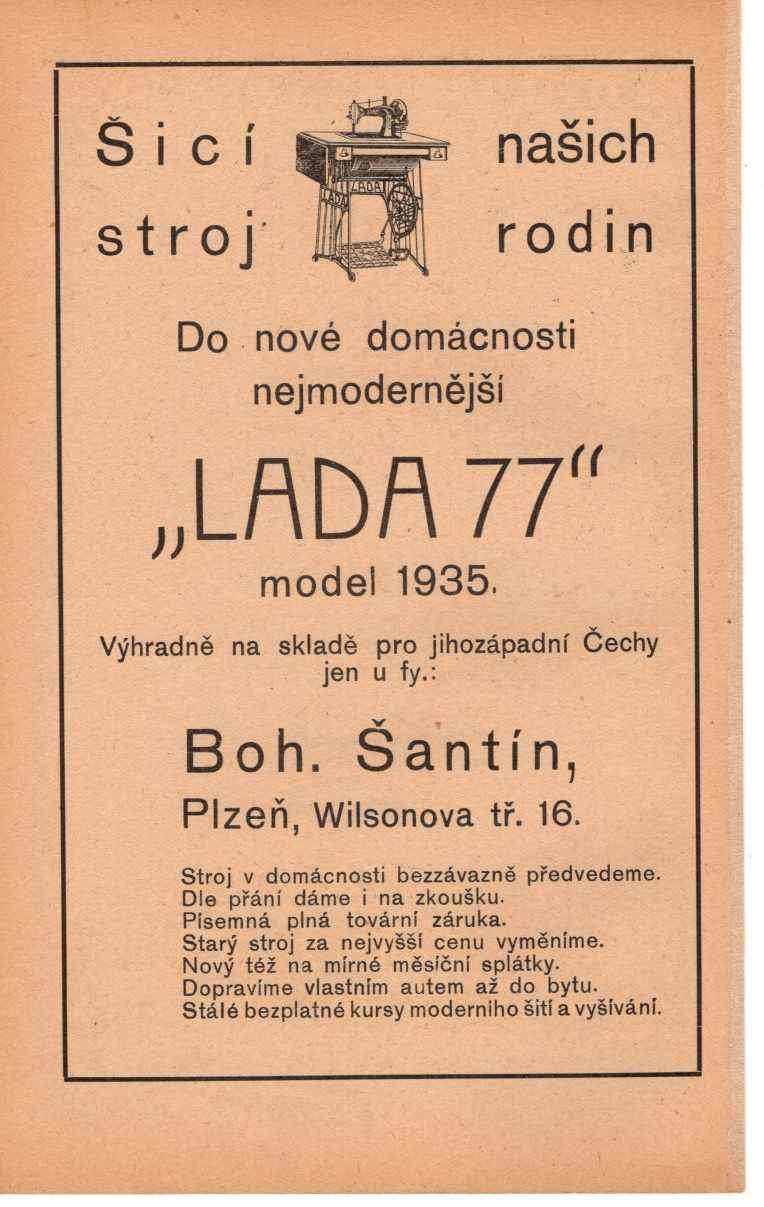 Šicí našich
stroj rodin
LADA
LADA
Do nové domácnosti
nejmodernější
„LADA 77“
model 1935.
Výhradně na skladě pro jihozápadní Čechy
jen u fy.:
Boh. Šantín,
Plzeň, Wilsonova tř. 16.
Stroj v domácnosti bezzávazně předvedeme.
Dle přání dáme i na zkoušku.
Písemná plná tovární záruka.
Starý stroj za nejvyšší cenu vyměníme.
Nový též na mírné měsíční splátky.
Dopravíme vlastním autem až do bytu.
Stálé bezplatné kursy moderního šití a vyšívání.